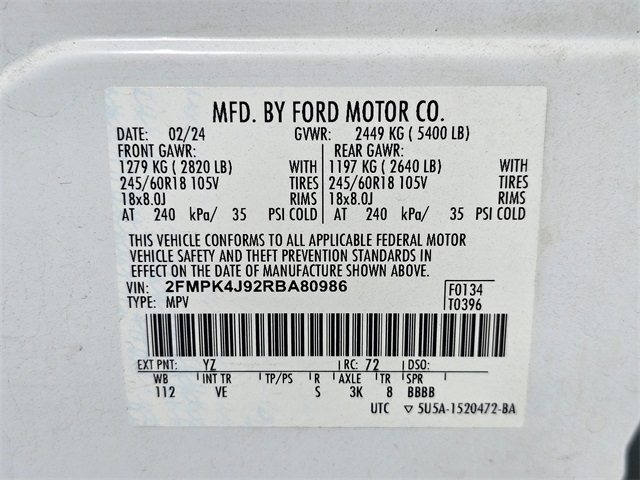 MFD. BY FORD MOTOR CO.
DATE: 02/24 GVWR: 2449 KG ( 5400 LB)
FRONT GAWR: REAR GAWR:
1279 KG ( 2820 LB) WITH 1197 KG ( 2640 LB) WITH
245/60R18 105V TIRES 245/60R18 105V TIRES
18x8.0J RIMS 18x8.0J RIMS
AT 240 kPa/ 35 PSI COLD AT 240 kPa/ 35 PSI COLD
THIS VEHICLE CONFORMS TO ALL APPLICABLE FEDERAL MOTOR
VEHICLE SAFETY AND THEFT PREVENTION STANDARDS IN
EFFECT ON THE DATE OF MANUFACTURE SHOWN ABOVE.
VIN: 2FMPK4J92RBA80986 F0134
TYPE: MPV T0396
EXT PNT: YZ RC: 72 DSO:
WB INT TR TP/PS R AXLE TR SPR
112 VE S 3K 8 BBBB
UTC ▽ 5U5A-1520472-BA